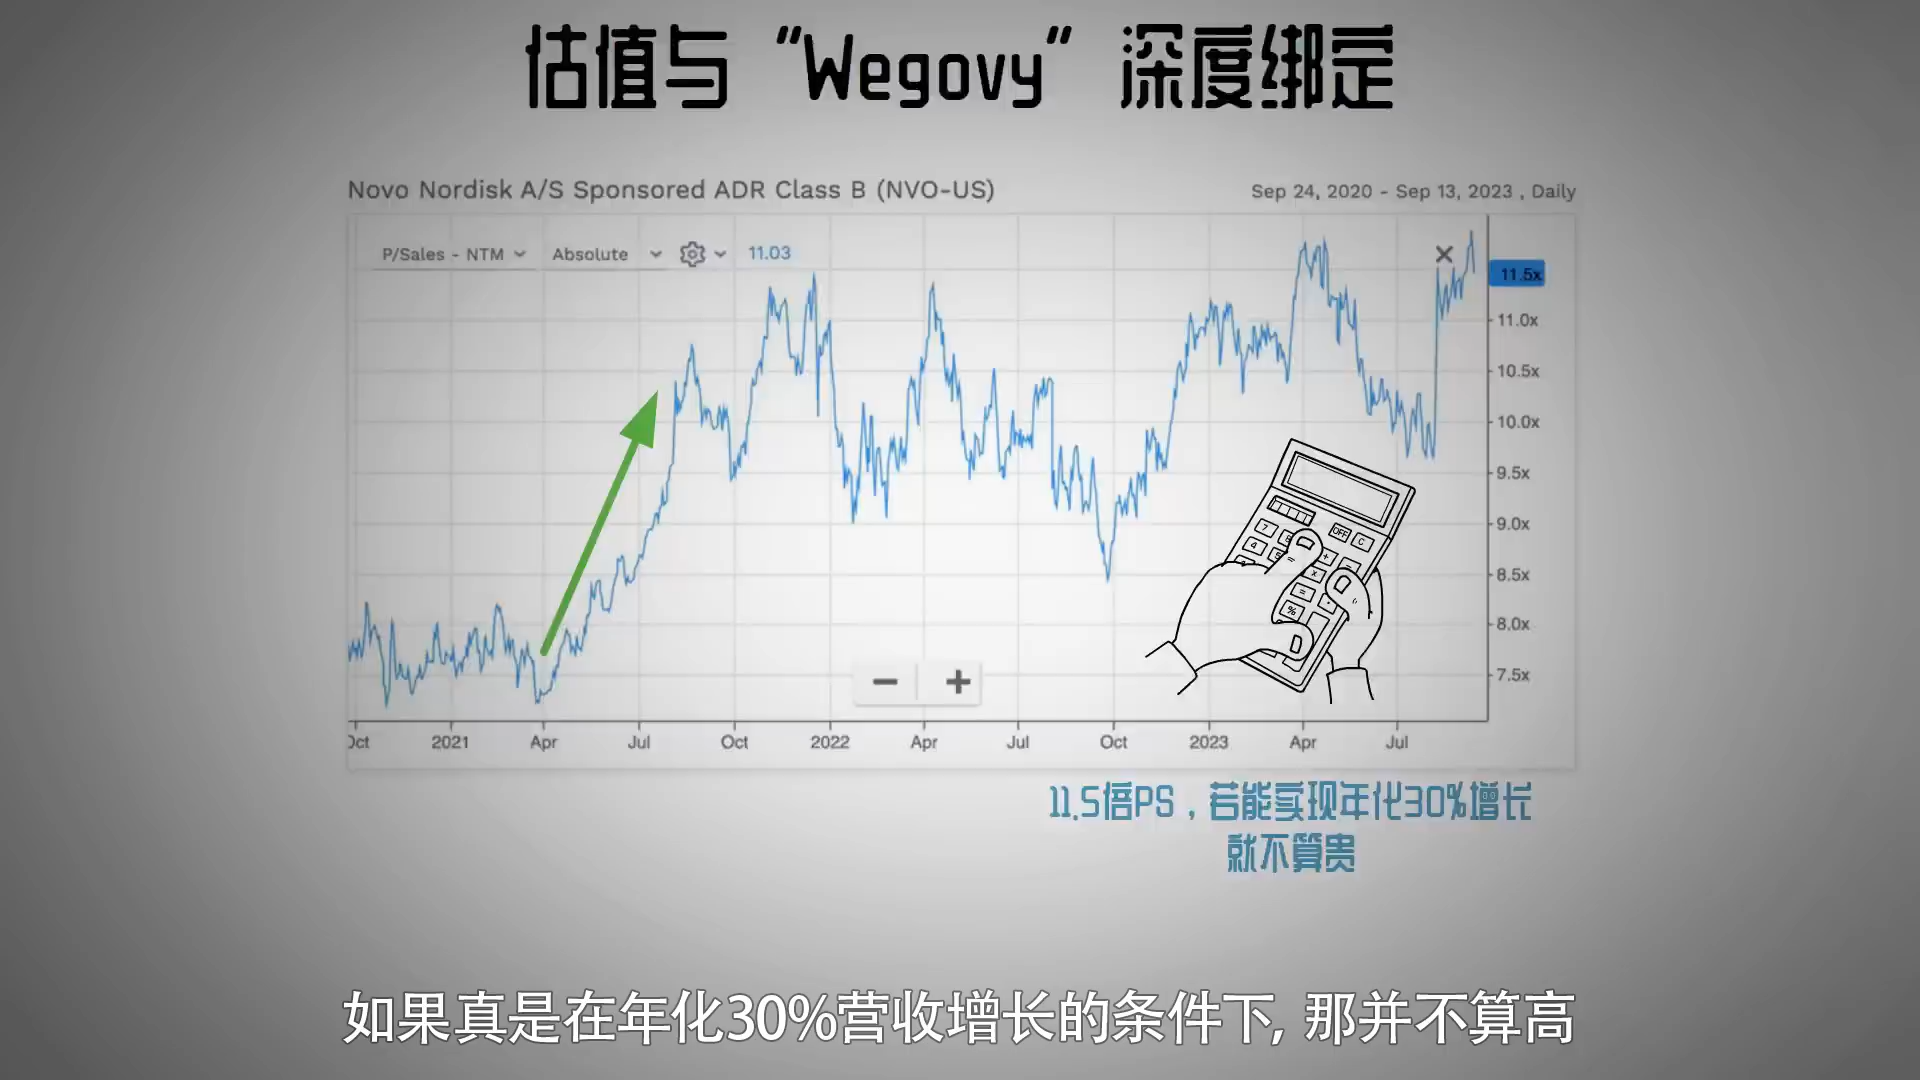 估值与“Wegovy”深度绑定
Novo Nordisk A/S Sponsored ADR Class B (NVO-US)
Sep 24, 2020 - Sep 13, 2023 , Daily
P/Sales - NTM
Absolute
11.03
11.5x
11.0x
10.5x
10.0x
9.5x
9.0x
8.5x
8.0x
7.5x
Oct 2021 Apr Jul Oct 2022 Apr Jul Oct 2023 Apr Jul
OFF C
7
4
%
11.5倍PS，若能实现年化30%增长
就不算贵
如果真是在年化30%营收增长的条件下, 那并不算高